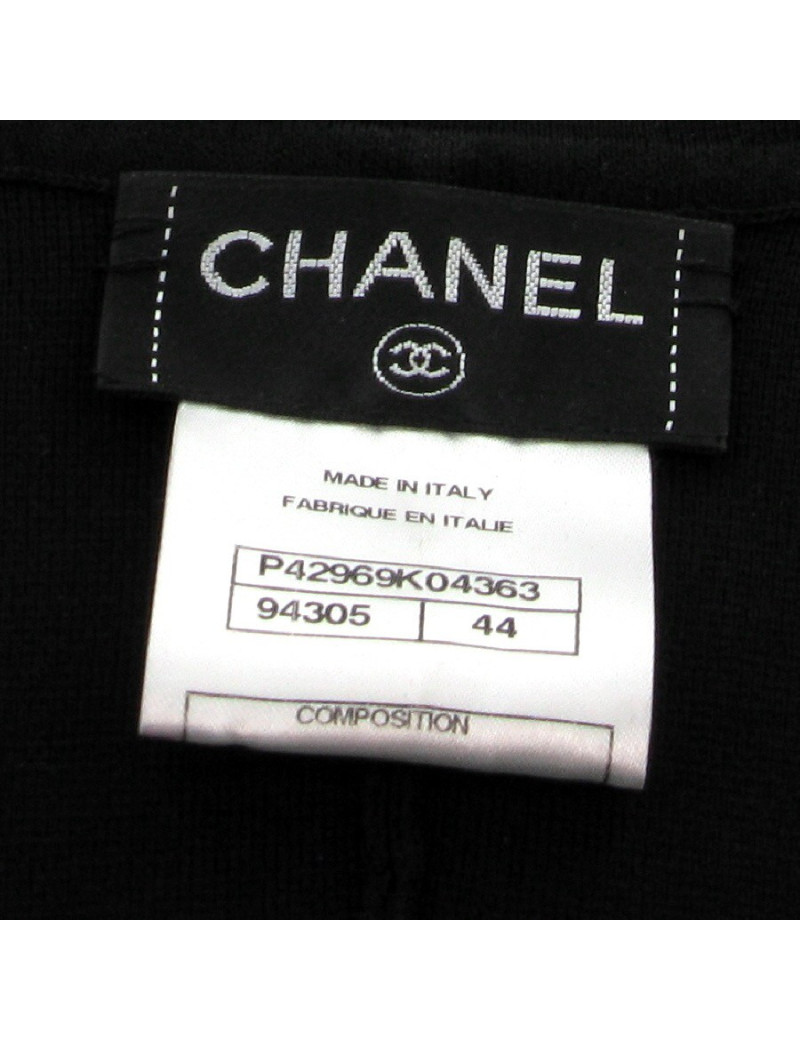 CHANEL
MADE IN ITALY
FABRIQUE EN ITALIE
P42969K04363
94305 44
COMPOSITION